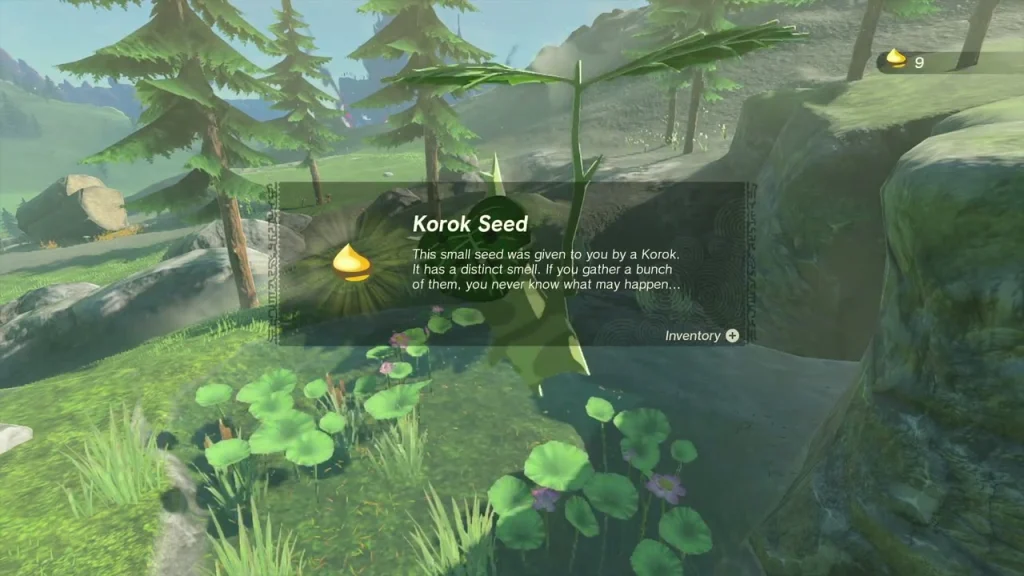 9
Korok Seed
This small seed was given to you by a Korok.
It has a distinct smell. If you gather a bunch
of them, you never know what may happen...
Inventory